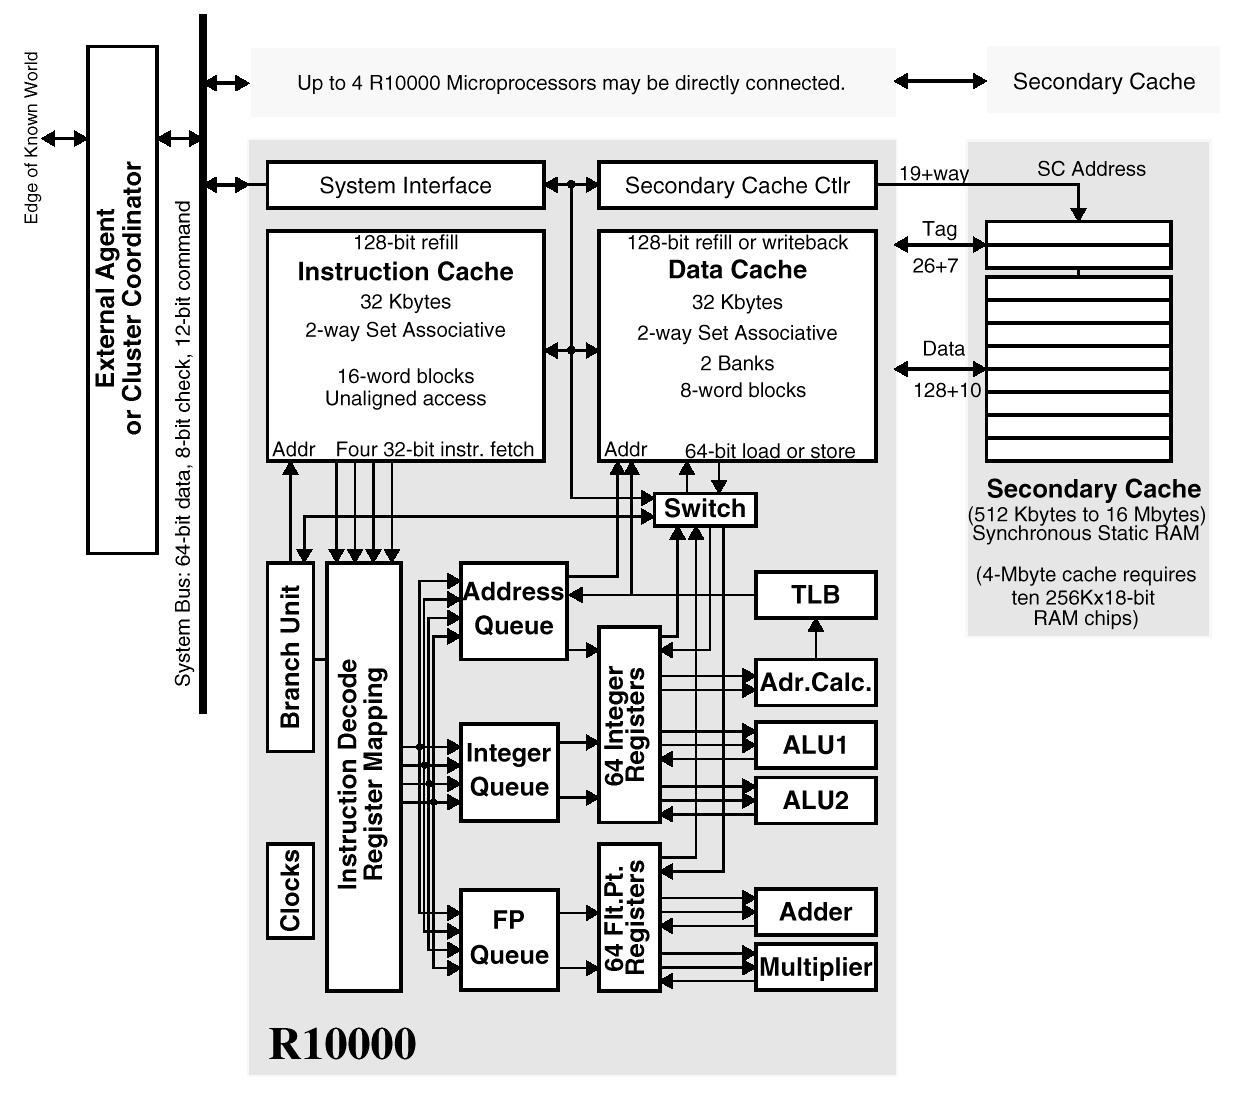 Edge of Known World
External Agent
or Cluster Coordinator
System Bus: 64-bit data, 8-bit check, 12-bit command
Up to 4 R10000 Microprocessors may be directly connected.
Secondary Cache
System Interface
Secondary Cache Ctlr
19+way
SC Address
128-bit refill
Instruction Cache
32 Kbytes
2-way Set Associative
16-word blocks
Unaligned access
Addr
Four 32-bit instr. fetch
128-bit refill or writeback
Data Cache
32 Kbytes
2-way Set Associative
2 Banks
8-word blocks
Addr
64-bit load or store
Tag
26+7
Data
128+10
Secondary Cache
(512 Kbytes to 16 Mbytes)
Synchronous Static RAM
(4-Mbyte cache requires
ten 256Kx18-bit
RAM chips)
Switch
Branch Unit
Clocks
Instruction Decode
Register Mapping
Address
Queue
Integer
Queue
FP
Queue
64 Integer
Registers
64 Flt.Pt.
Registers
TLB
Adr.Calc.
ALU1
ALU2
Adder
Multiplier
R10000